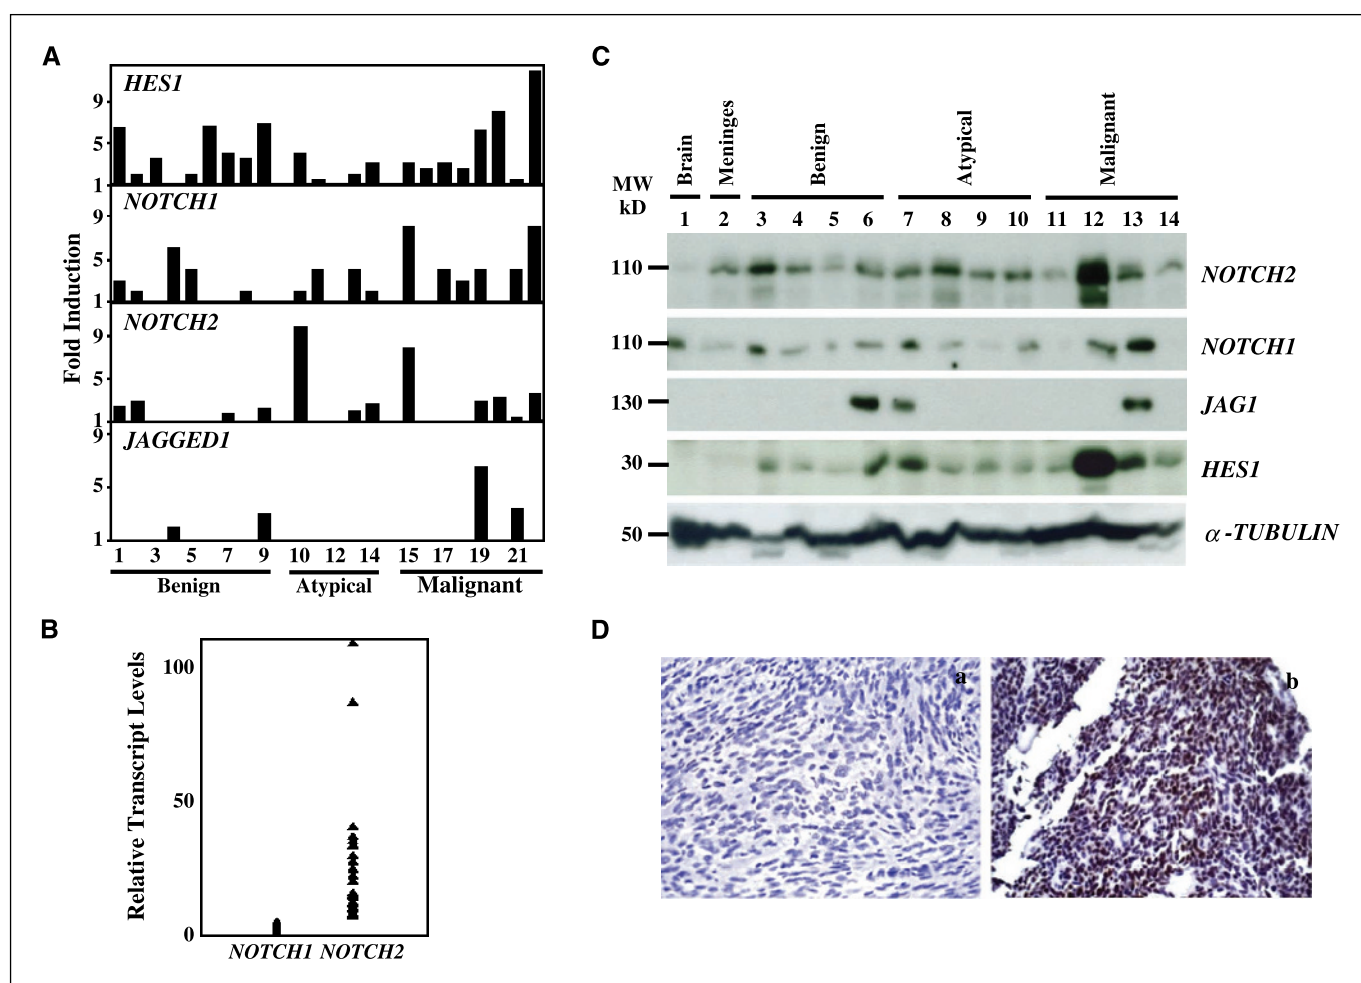 A
HES1
9
5
1
NOTCH1
9
5
1
NOTCH2
9
5
1
JAGGED1
9
5
1
Fold Induction
1 3 5 7 9 10 12 14 15 17 19 21
Benign Atypical Malignant
B
Relative Transcript Levels
100
50
0
NOTCH1 NOTCH2
C
Brain Meninges Benign Atypical Malignant
MW
kD
1 2 3 4 5 6 7 8 9 10 11 12 13 14
110 NOTCH2
110 NOTCH1
130 JAG1
30 HES1
50 α-TUBULIN
D
a
b